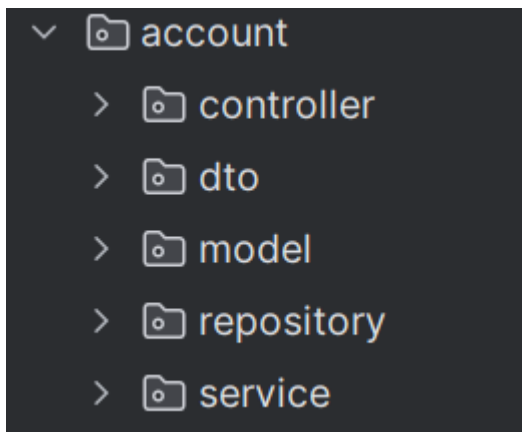 account
controller
dto
model
repository
service